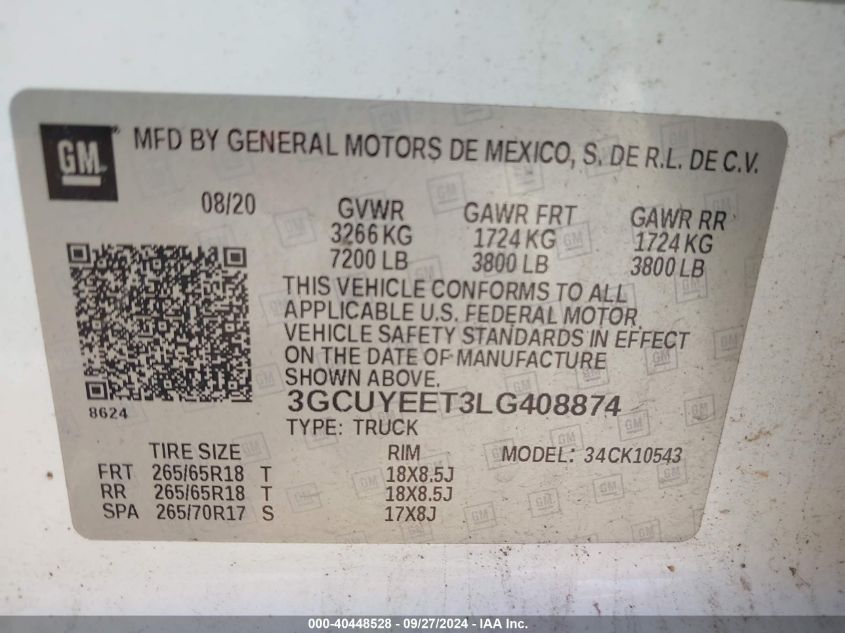 GM
MFD BY GENERAL MOTORS DE MEXICO, S. DE R.L. DE C.V.
08/20 GVWR GAWR FRT GAWR RR
3266 KG 1724 KG 1724 KG
7200 LB 3800 LB 3800 LB
THIS VEHICLE CONFORMS TO ALL
APPLICABLE U.S. FEDERAL MOTOR
VEHICLE SAFETY STANDARDS IN EFFECT
ON THE DATE OF MANUFACTURE
SHOWN ABOVE.
8624
3GCUYEET3LG408874
TYPE: TRUCK
TIRE SIZE RIM MODEL: 34CK10543
FRT 265/65R18 T 18X8.5J
RR 265/65R18 T 18X8.5J
SPA 265/70R17 S 17X8J
000-40448528 - 09/27/2024 - IAA Inc.